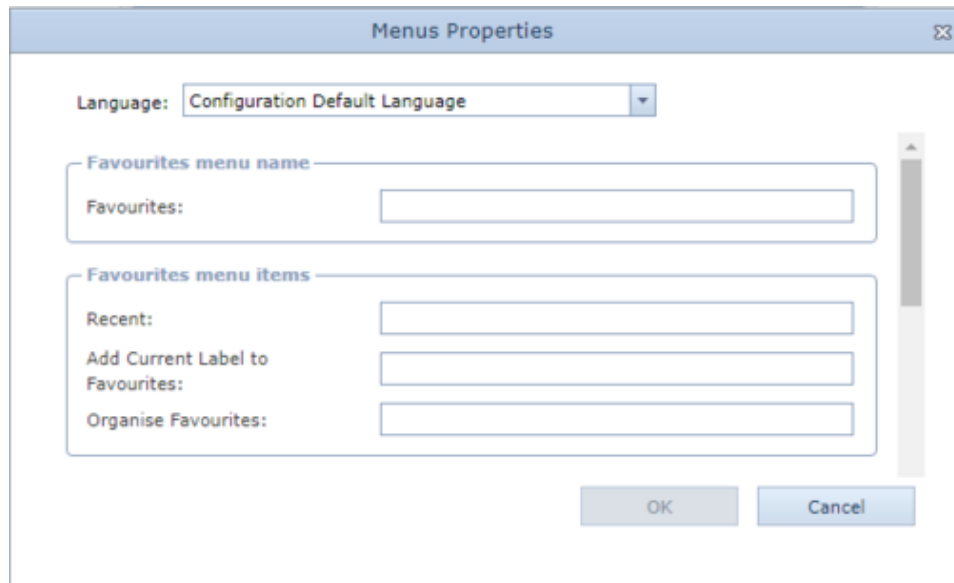 Menus Properties
Language: Configuration Default Language
Favourites menu name
Favourites:
Favourites menu items
Recent:
Add Current Label to
Favourites:
Organise Favourites:
OK Cancel